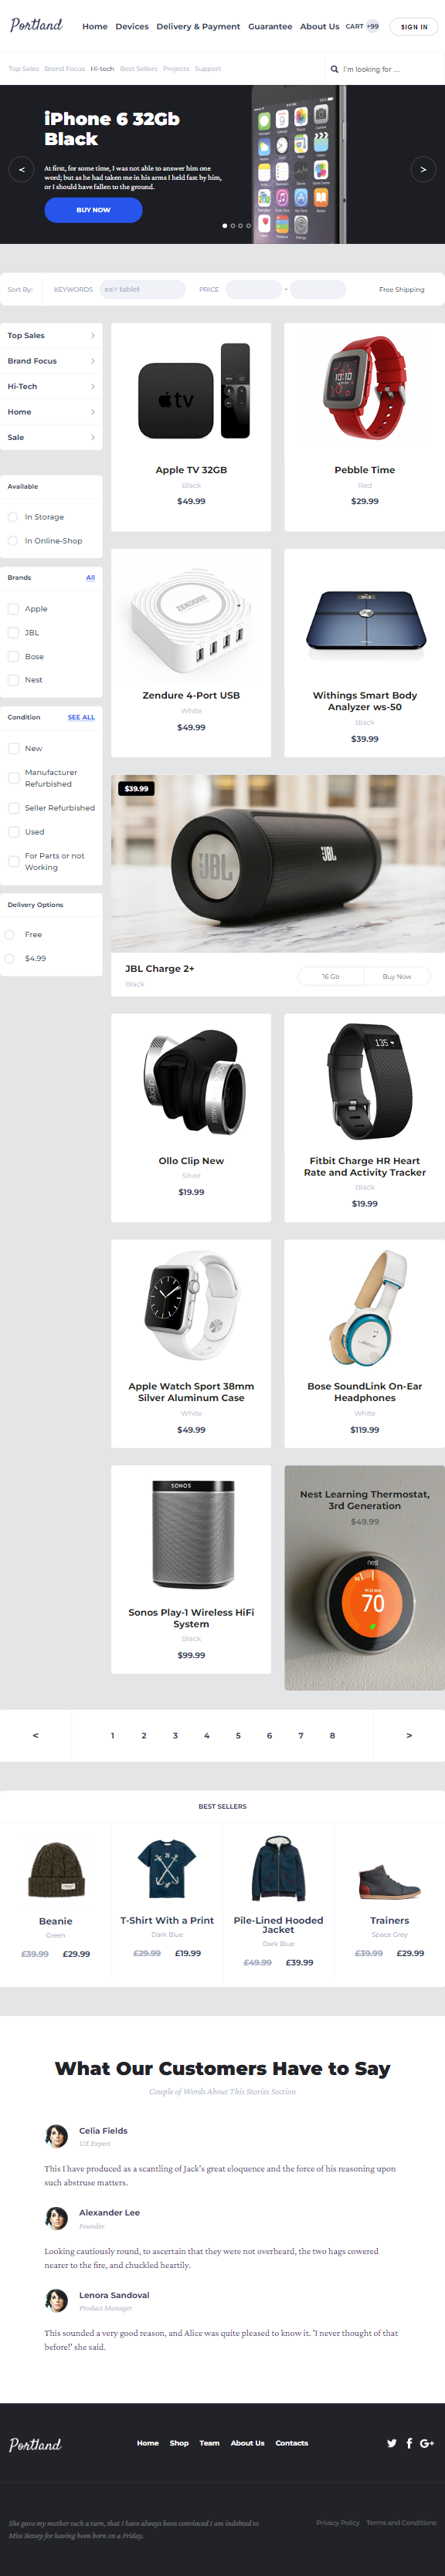 Portland
Home Devices Delivery & Payment Guarantee About Us CART +99 SIGN IN
Top Sales Brand Focus Hi-tech Best Sellers Projects Support
I'm looking for ...
iPhone 6 32Gb
Black
At first, for some time, I was not able to answer him one
word; but as he had taken me in his arms I held fast by him,
or I should have fallen to the ground.
BUY NOW
<
>
Sort By: KEYWORDS ex> tablet PRICE - Free Shipping
Top Sales
Brand Focus
Hi-Tech
Home
Sale
Available
In Storage
In Online-Shop
Brands All
Apple
JBL
Bose
Nest
Condition SEE ALL
New
Manufacturer
Refurbished
Seller Refurbished
Used
For Parts or not
Working
Delivery Options
Free
$4.99
tv
Apple TV 32GB
Black
$49.99
10:10
Pebble Time
Red
$29.99
ZENDURE
Zendure 4-Port USB
White
$49.99
Withings Smart Body
Analyzer ws-50
Black
$39.99
$39.99
JBL
JBL
JBL Charge 2+
Black
16 Gb
Buy Now
Ollo Clip New
Silver
$19.99
135
Fitbit Charge HR Heart
Rate and Activity Tracker
Black
$19.99
Apple Watch Sport 38mm
Silver Aluminum Case
White
$49.99
Bose SoundLink On-Ear
Headphones
White
$119.99
SONOS
Sonos Play-1 Wireless HiFi
System
Black
$99.99
Nest Learning Thermostat,
3rd Generation
$49.99
nest
70
< 1 2 3 4 5 6 7 8 >
BEST SELLERS
Beanie
Green
£39.99 £29.99
T-Shirt With a Print
Dark Blue
£29.99 £19.99
Pile-Lined Hooded
Jacket
Dark Blue
£49.99 £39.99
Trainers
Space Grey
£39.99 £29.99
What Our Customers Have to Say
Couple of Words About This Stories Section
Celia Fields
UX Expert
This I have produced as a scantling of Jack's great eloquence and the force of his reasoning upon
such abstruse matters.
Alexander Lee
Founder
Looking cautiously round, to ascertain that they were not overheard, the two hags cowered
nearer to the fire, and chuckled heartily.
Lenora Sandoval
Product Manager
This sounded a very good reason, and Alice was quite pleased to know it. 'I never thought of that
before!' she said.
Portland
Home Shop Team About Us Contacts
G+
She gave my mother such a turn, that I have always been convinced I am indebted to
Miss Betsey for having been born on a Friday.
Privacy Policy Terms and Conditions